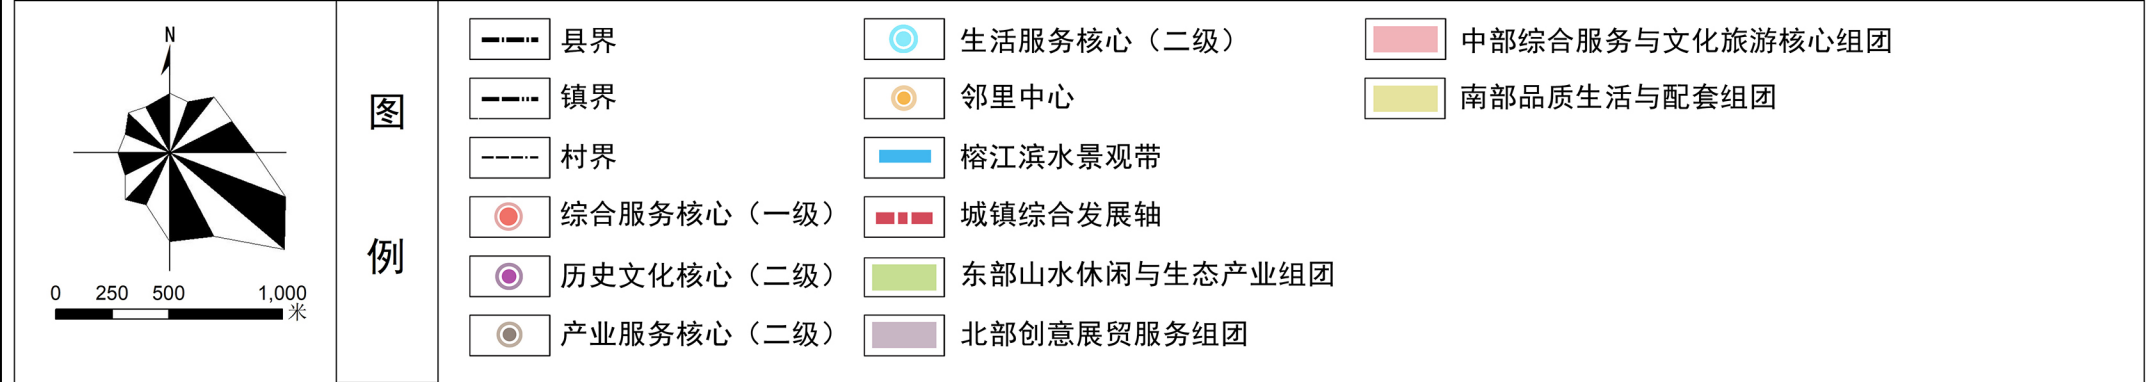 N
0 250 500 1,000
米
图
例
县界
镇界
村界
综合服务核心（一级）
历史文化核心（二级）
产业服务核心（二级）
生活服务核心（二级）
邻里中心
榕江滨水景观带
城镇综合发展轴
东部山水休闲与生态产业组团
北部创意展贸服务组团
中部综合服务与文化旅游核心组团
南部品质生活与配套组团